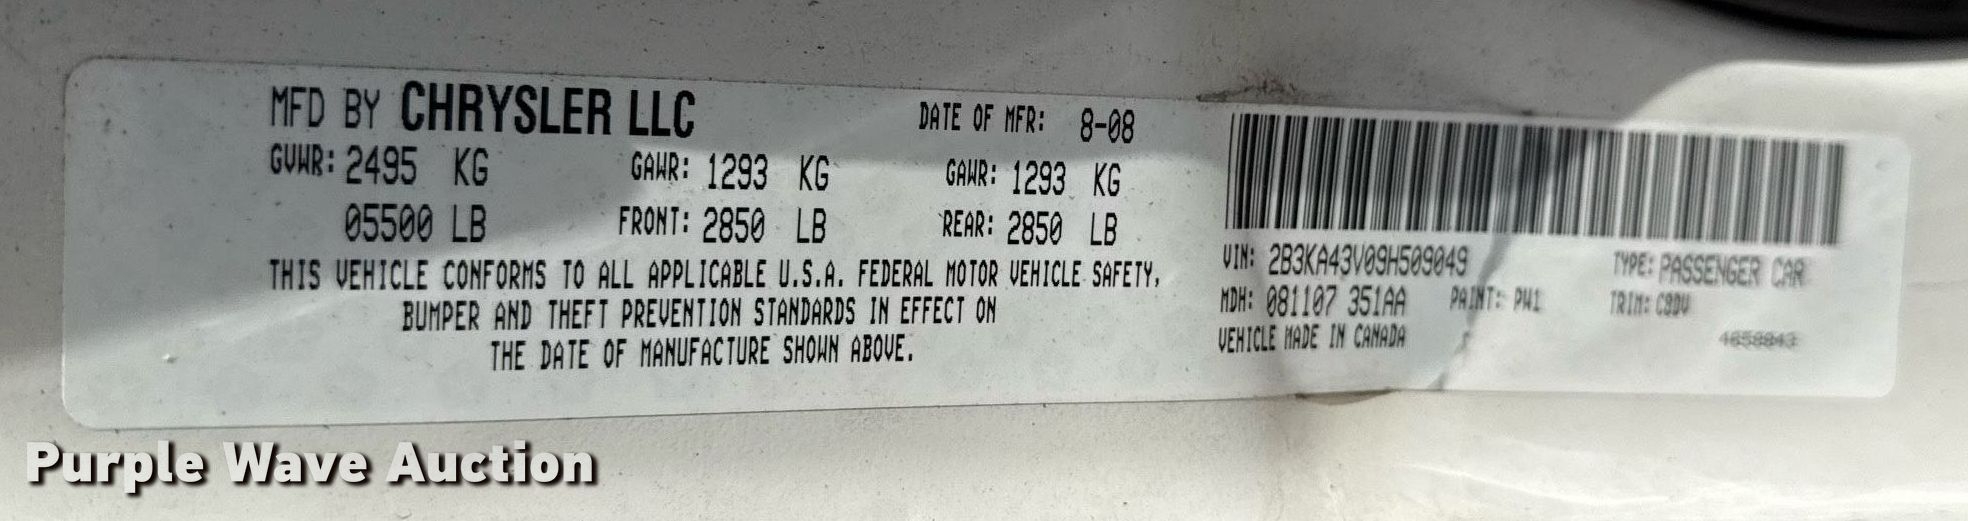 MFD BY CHRYSLER LLC DATE OF MFR: 8-08
GVWR: 2495 KG GAWR: 1293 KG GAWR: 1293 KG
05500 LB FRONT: 2850 LB REAR: 2850 LB
THIS VEHICLE CONFORMS TO ALL APPLICABLE U.S.A. FEDERAL MOTOR VEHICLE SAFETY,
BUMPER AND THEFT PREVENTION STANDARDS IN EFFECT ON
THE DATE OF MANUFACTURE SHOWN ABOVE.
VIN: 2B3KA43V09H509049 TYPE: PASSENGER CAR
MDH: 081107 351AA PAINT: PW1 TRIM: C8DV
VEHICLE MADE IN CANADA
Purple Wave Auction